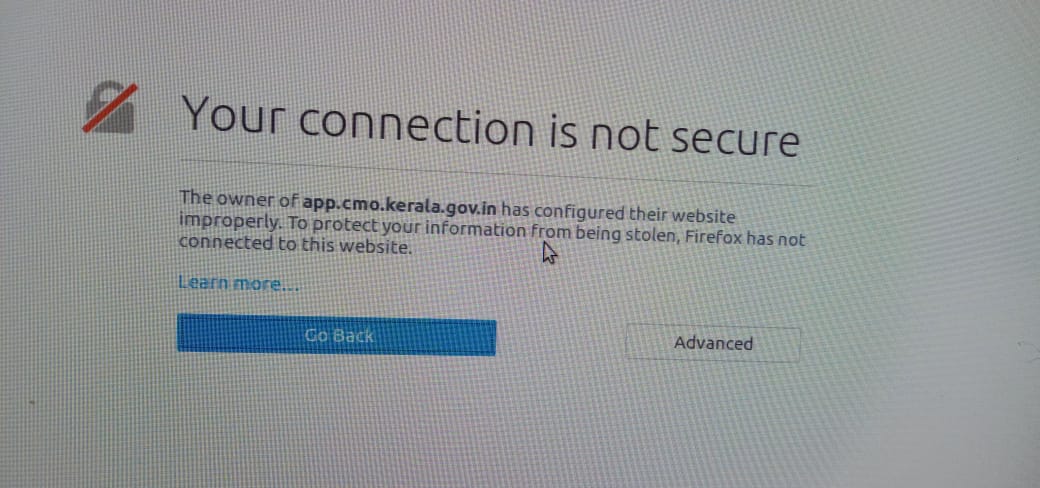 Your connection is not secure
The owner of app.cmo.kerala.gov.in has configured their website
improperly. To protect your information from being stolen, Firefox has not
connected to this website.
Learn more...
Go Back
Advanced